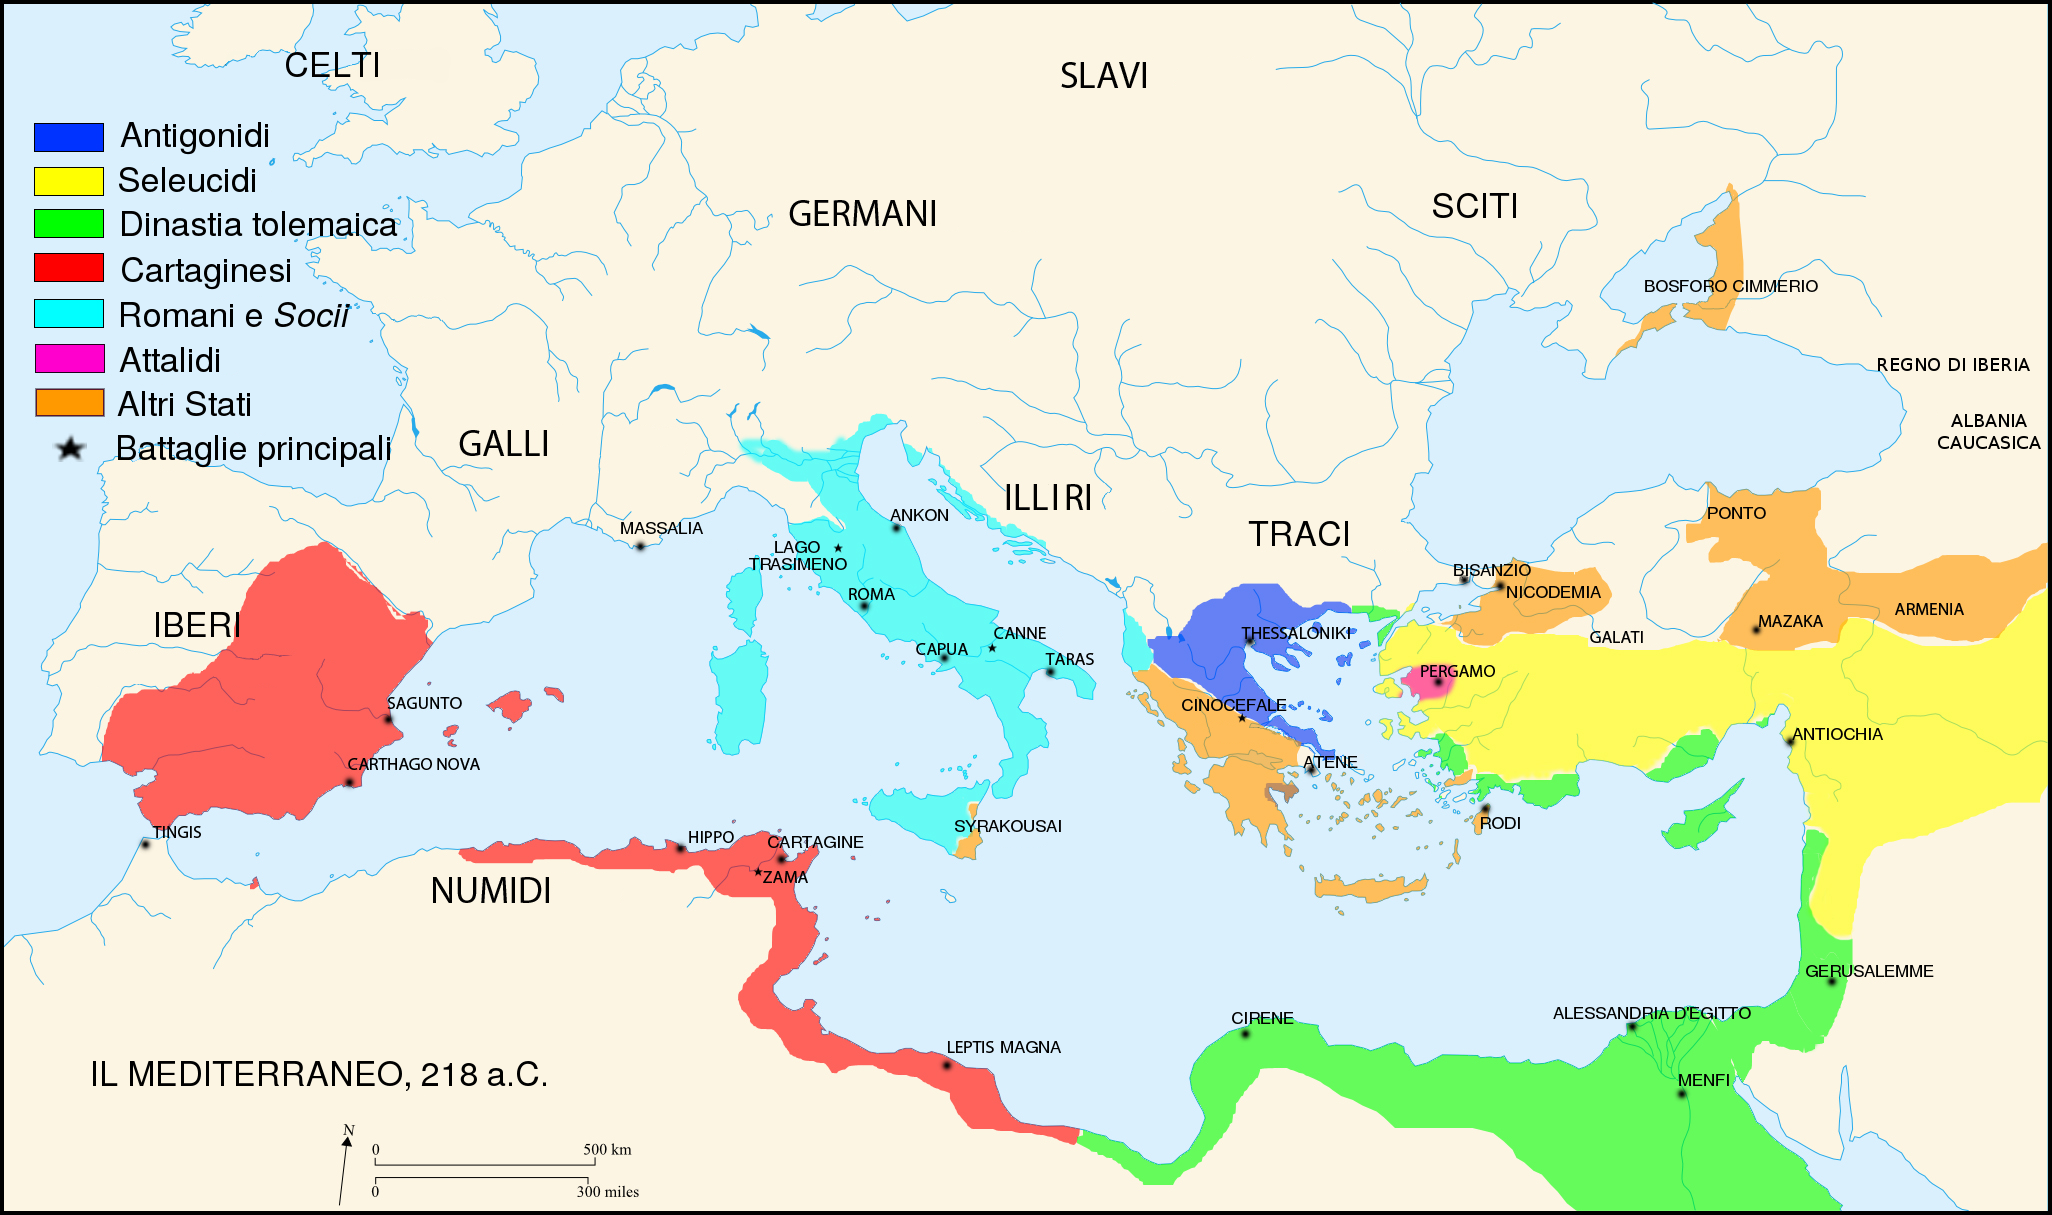 CELTI
SLAVI
Antigonidi
Seleucidi
Dinastia tolemaica
Cartaginesi
Romani e Socii
Attalidi
Altri Stati
Battaglie principali
GERMANI
SCITI
BOSFORO CIMMERIO
REGNO DI IBERIA
ALBANIA
CAUCASICA
GALLI
ILLIRI
TRACI
PONTO
MASSALIA
ANKON
LAGO
TRASIMENO
ROMA
BISANZIO
NICODEMIA
ARMENIA
MAZAKA
GALATI
IBERI
CANNE
CAPUA
TARAS
THESSALONIKI
PERGAMO
SAGUNTO
CINOCEFALE
ANTIOCHIA
CARTHAGO NOVA
ATENE
TINGIS
HIPPO
CARTAGINE
SYRAKOUSAI
RODI
ZAMA
NUMIDI
GERUSALEMME
CIRENE
ALESSANDRIA D'EGITTO
LEPTIS MAGNA
MENFI
IL MEDITERRANEO, 218 a.C.
N
0 500 km
0 300 miles